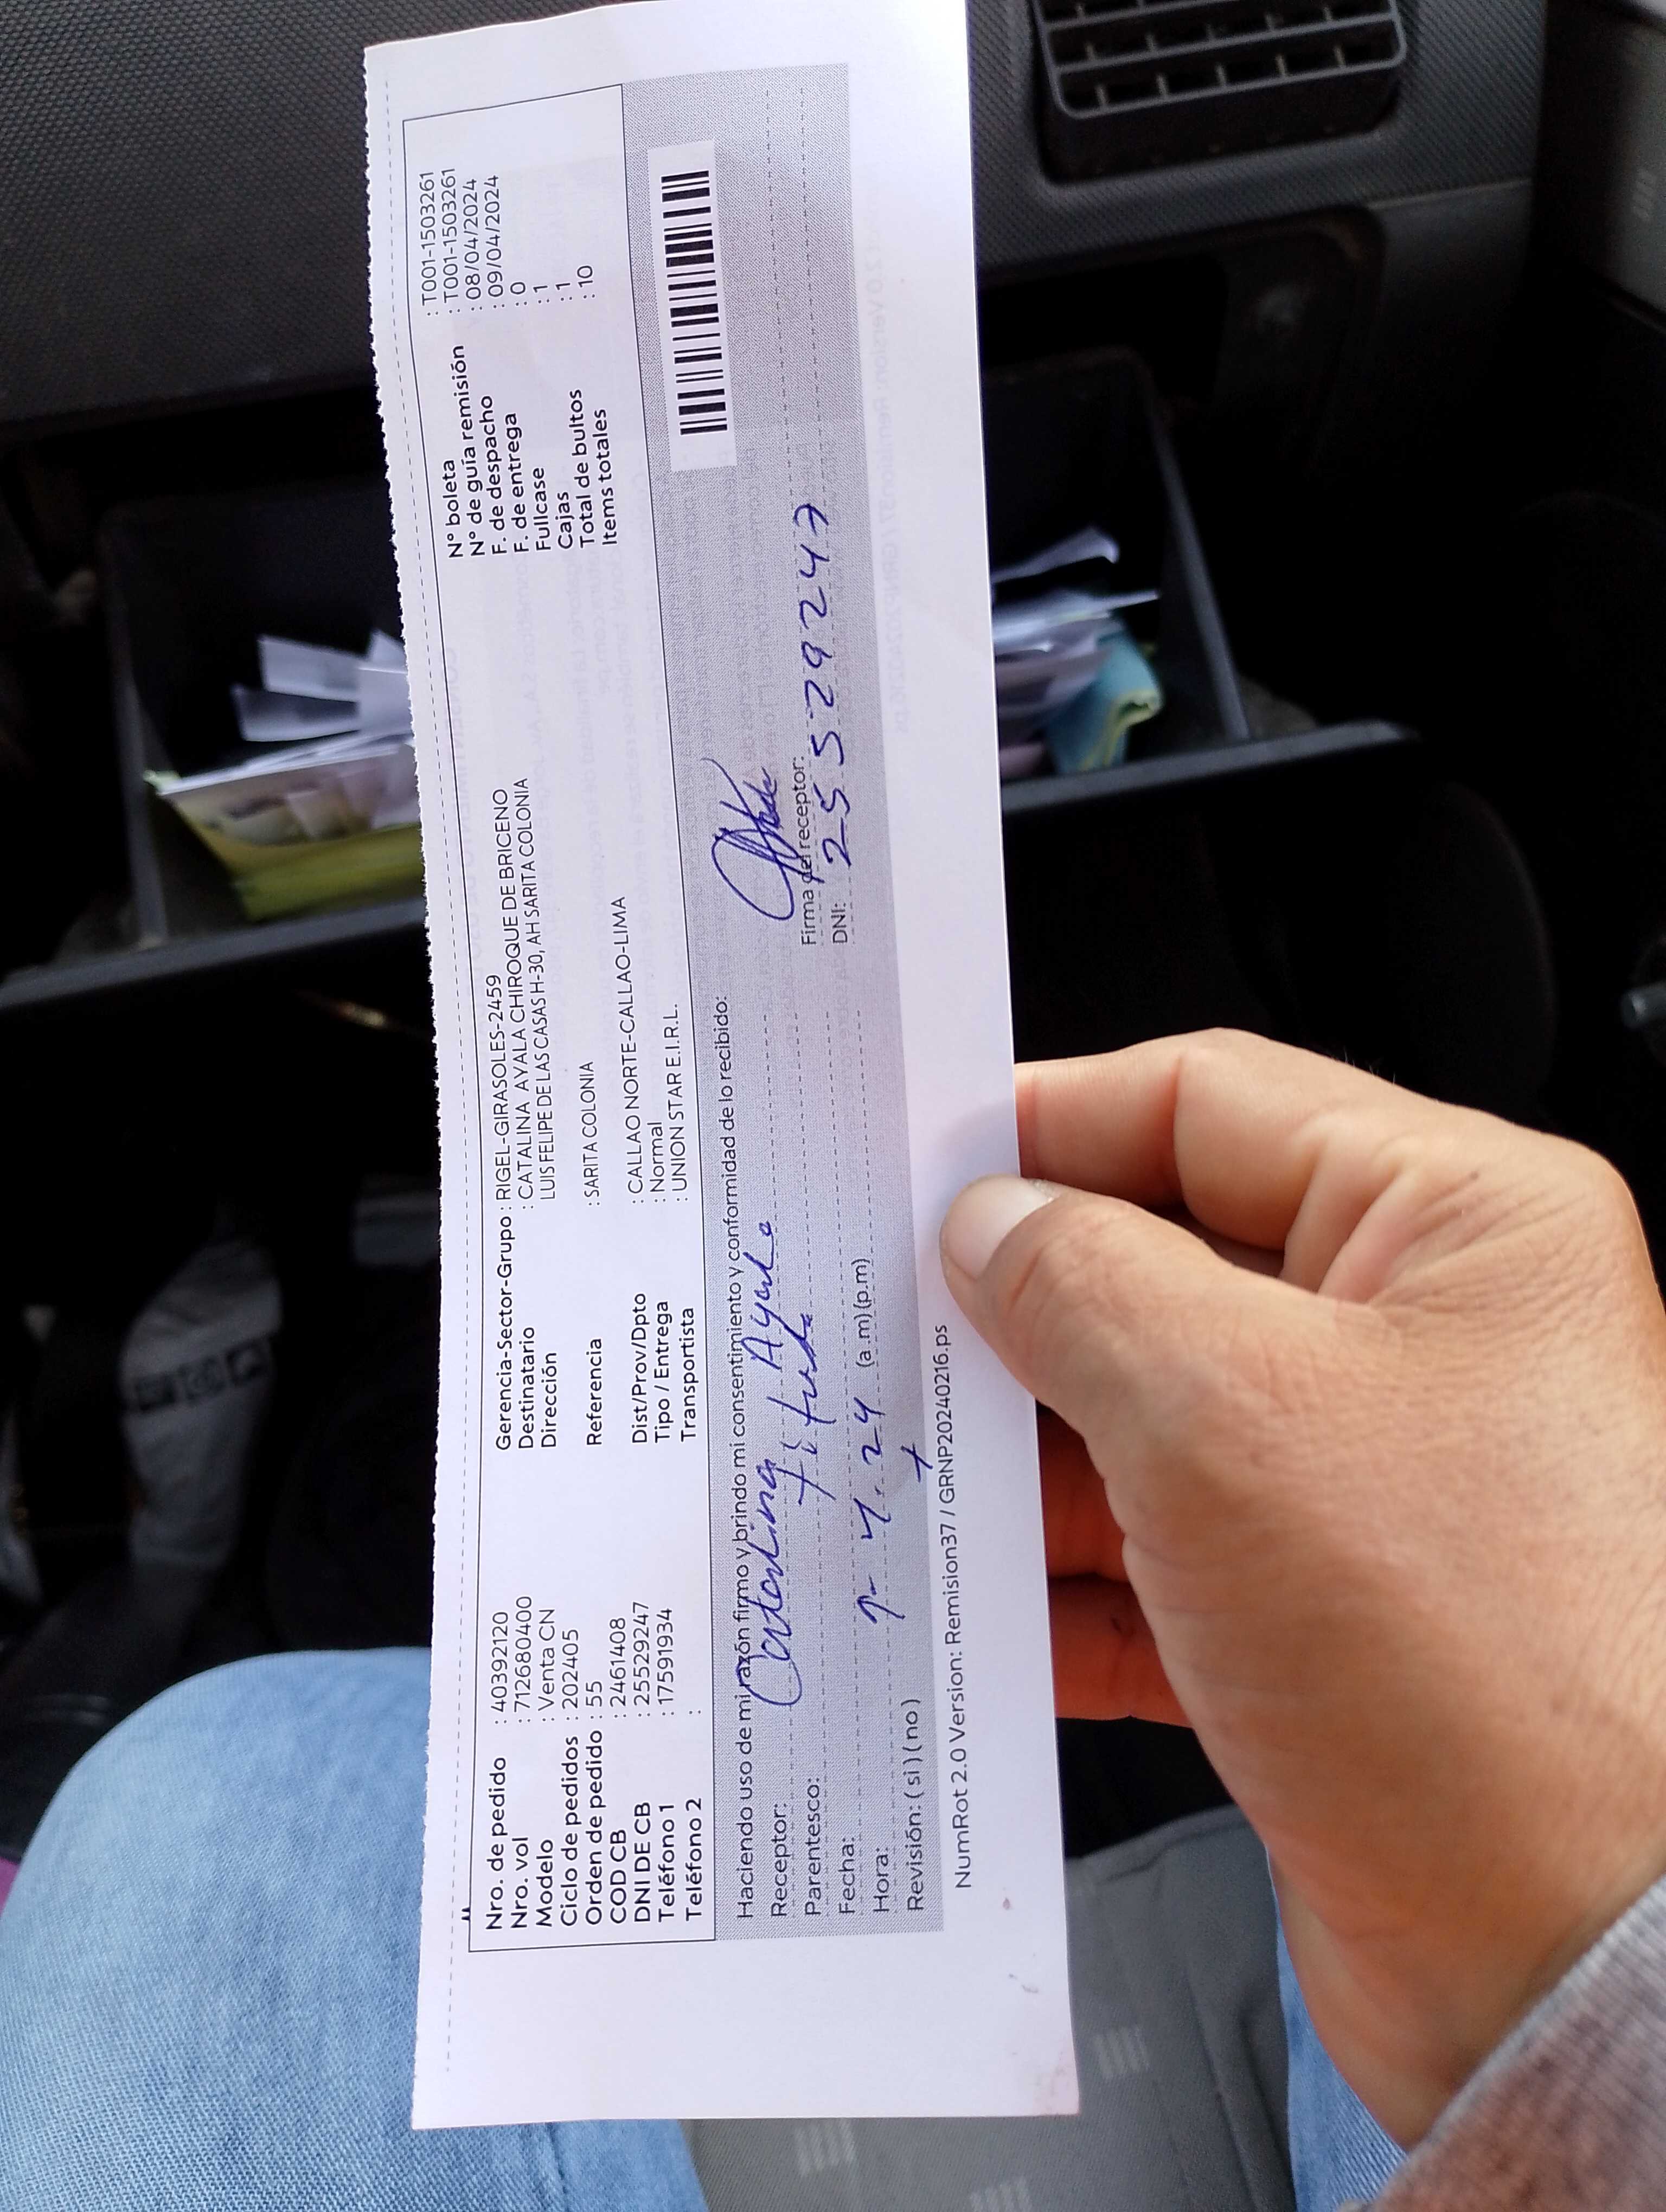 Nro. de pedido : 40392120
Nro. vol : 712680400
Modelo : Venta CN
Ciclo de pedidos : 202405
Orden de pedido : 55
COD CB : 2461408
DNI DE CB : 25529247
Teléfono 1 : 17591934
Teléfono 2 :
Gerencia-Sector-Grupo : RIGEL-GIRASOLES-2459
Destinatario : CATALINA AYALA CHIROQUE DE BRICENO
Dirección LUIS FELIPE DE LAS CASAS H-30, AH SARITA COLONIA
Referencia : SARITA COLONIA
Dist/Prov/Dpto : CALLAO NORTE-CALLAO-LIMA
Tipo / Entrega : Normal
Transportista : UNION STAR E.I.R.L.
N° boleta : T001-1503261
N° de guía remisión : T001-1503261
F. de despacho : 08/04/2024
F. de entrega : 09/04/2024
Fullcase : 0
Cajas : 1
Total de bultos : 1
Items totales : 10
Haciendo uso de mi razón firmo y brindo mi consentimiento y conformidad de lo recibido:
Receptor: Catalina Ayala
Parentesco:
Fecha: 9- 4. 24
Hora: (a.m)(p.m)
Revisión: ( si ) ( no )
Firma del receptor:
DNI: 25529247
NumRot 2.0 Version: Remision37 / GRNP20240216.ps